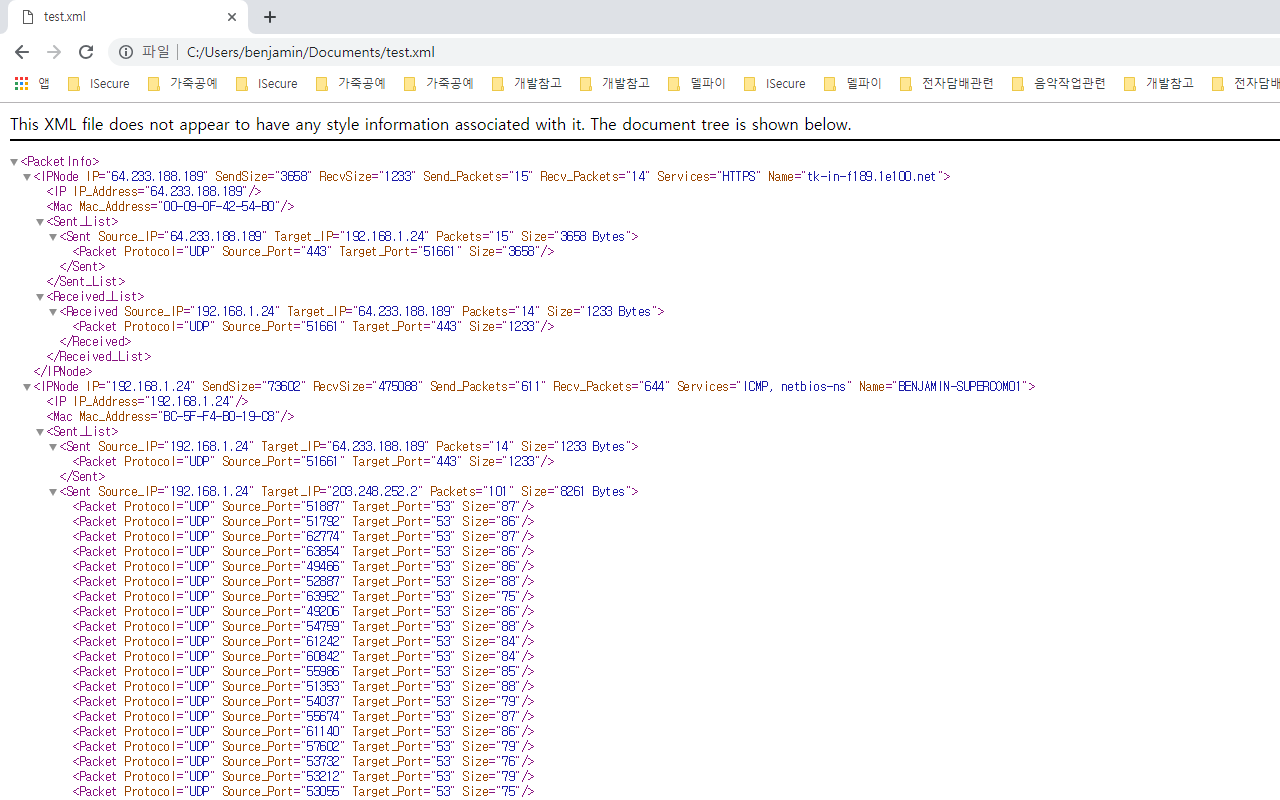 test.xml
파일 C:/Users/benjamin/Documents/test.xml
앱 ISecure 가죽공예 ISecure 가죽공예 가죽공예 개발참고 개발참고 델파이 ISecure 델파이 전자담배관련 음악작업관련 개발참고 전자담배
This XML file does not appear to have any style information associated with it. The document tree is shown below.
<PacketInfo>
<IPNode IP="64.233.188.189" SendSize="3658" RecvSize="1233" Send_Packets="15" Recv_Packets="14" Services="HTTPS" Name="tk-in-f189.1e100.net">
<IP IP_Address="64.233.188.189"/>
<Mac Mac_Address="00-09-0F-42-54-B0"/>
<Sent_List>
<Sent Source_IP="64.233.188.189" Target_IP="192.168.1.24" Packets="15" Size="3658 Bytes">
<Packet Protocol="UDP" Source_Port="443" Target_Port="51661" Size="3658"/>
</Sent>
</Sent_List>
<Received_List>
<Received Source_IP="192.168.1.24" Target_IP="64.233.188.189" Packets="14" Size="1233 Bytes">
<Packet Protocol="UDP" Source_Port="51661" Target_Port="443" Size="1233"/>
</Received>
</Received_List>
</IPNode>
<IPNode IP="192.168.1.24" SendSize="73602" RecvSize="475088" Send_Packets="611" Recv_Packets="644" Services="ICMP, netbios-ns" Name="BENJAMIN-SUPERCOM01">
<IP IP_Address="192.168.1.24"/>
<Mac Mac_Address="BC-5F-F4-B0-19-C8"/>
<Sent_List>
<Sent Source_IP="192.168.1.24" Target_IP="64.233.188.189" Packets="14" Size="1233 Bytes">
<Packet Protocol="UDP" Source_Port="51661" Target_Port="443" Size="1233"/>
</Sent>
<Sent Source_IP="192.168.1.24" Target_IP="203.248.252.2" Packets="101" Size="8261 Bytes">
<Packet Protocol="UDP" Source_Port="51887" Target_Port="53" Size="87"/>
<Packet Protocol="UDP" Source_Port="51792" Target_Port="53" Size="86"/>
<Packet Protocol="UDP" Source_Port="62774" Target_Port="53" Size="87"/>
<Packet Protocol="UDP" Source_Port="63854" Target_Port="53" Size="86"/>
<Packet Protocol="UDP" Source_Port="49466" Target_Port="53" Size="86"/>
<Packet Protocol="UDP" Source_Port="52887" Target_Port="53" Size="88"/>
<Packet Protocol="UDP" Source_Port="63952" Target_Port="53" Size="75"/>
<Packet Protocol="UDP" Source_Port="49206" Target_Port="53" Size="86"/>
<Packet Protocol="UDP" Source_Port="54759" Target_Port="53" Size="88"/>
<Packet Protocol="UDP" Source_Port="61242" Target_Port="53" Size="84"/>
<Packet Protocol="UDP" Source_Port="60842" Target_Port="53" Size="84"/>
<Packet Protocol="UDP" Source_Port="55986" Target_Port="53" Size="85"/>
<Packet Protocol="UDP" Source_Port="51353" Target_Port="53" Size="88"/>
<Packet Protocol="UDP" Source_Port="54037" Target_Port="53" Size="79"/>
<Packet Protocol="UDP" Source_Port="55674" Target_Port="53" Size="87"/>
<Packet Protocol="UDP" Source_Port="61140" Target_Port="53" Size="86"/>
<Packet Protocol="UDP" Source_Port="57602" Target_Port="53" Size="79"/>
<Packet Protocol="UDP" Source_Port="53732" Target_Port="53" Size="76"/>
<Packet Protocol="UDP" Source_Port="53212" Target_Port="53" Size="79"/>
<Packet Protocol="UDP" Source_Port="53055" Target_Port="53" Size="75"/>